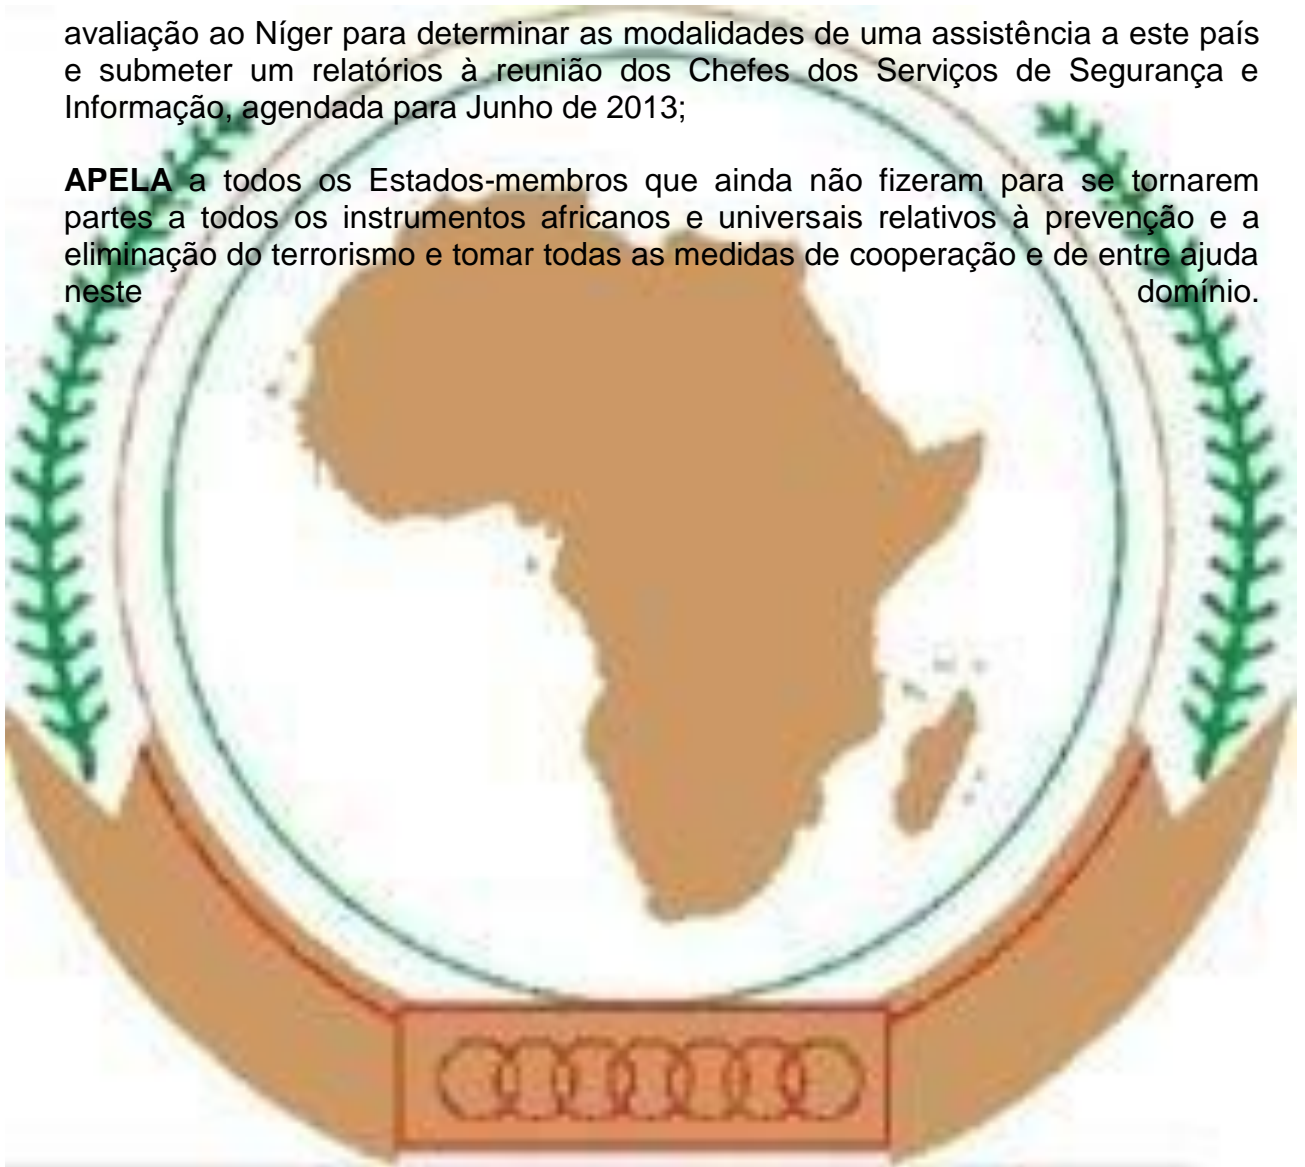 avaliação ao Níger para determinar as modalidades de uma assistência a este país
e submeter um relatórios à reunião dos Chefes dos Serviços de Segurança e
Informação, agendada para Junho de 2013;
APELA a todos os Estados-membros que ainda não fizeram para se tornarem
partes a todos os instrumentos africanos e universais relativos à prevenção e a
eliminação do terrorismo e tomar todas as medidas de cooperação e de entre ajuda
neste domínio.